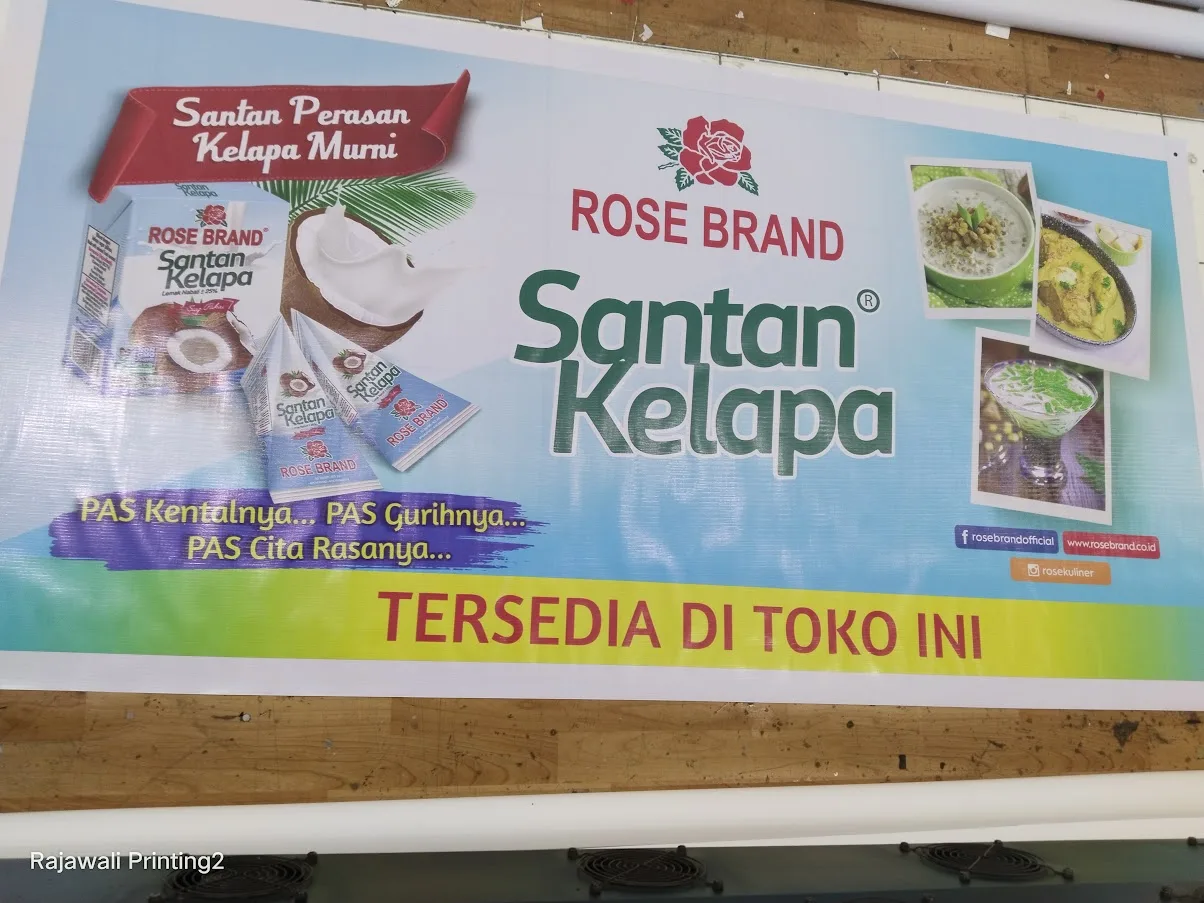 Santan Perasan
Kelapa Murni
Santan
Kelapa
ROSE BRAND®
Santan
Kelapa
Santan
Kelapa
ROSE BRAND
Santan
Kelapa
ROSE BRAND
PAS Kentalnya... PAS Gurihnya...
PAS Cita Rasanya...
ROSE BRAND
Santan®
Kelapa
rosebrandofficial
www.rosebrand.co.id
rosekuliner
TERSEDIA DI TOKO INI
Rajawali Printing2